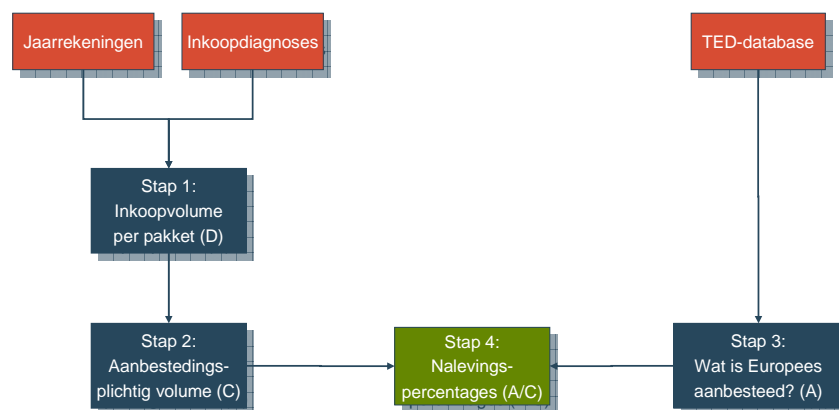 Jaarrekeningen
Inkoopdiagnoses
TED-database
Stap 1:
Inkoopvolume
per pakket (D)
Stap 2:
Aanbestedings-
plichtig volume (C)
Stap 4:
Nalevings-
percentages (A/C)
Stap 3:
Wat is Europees
aanbesteed? (A)